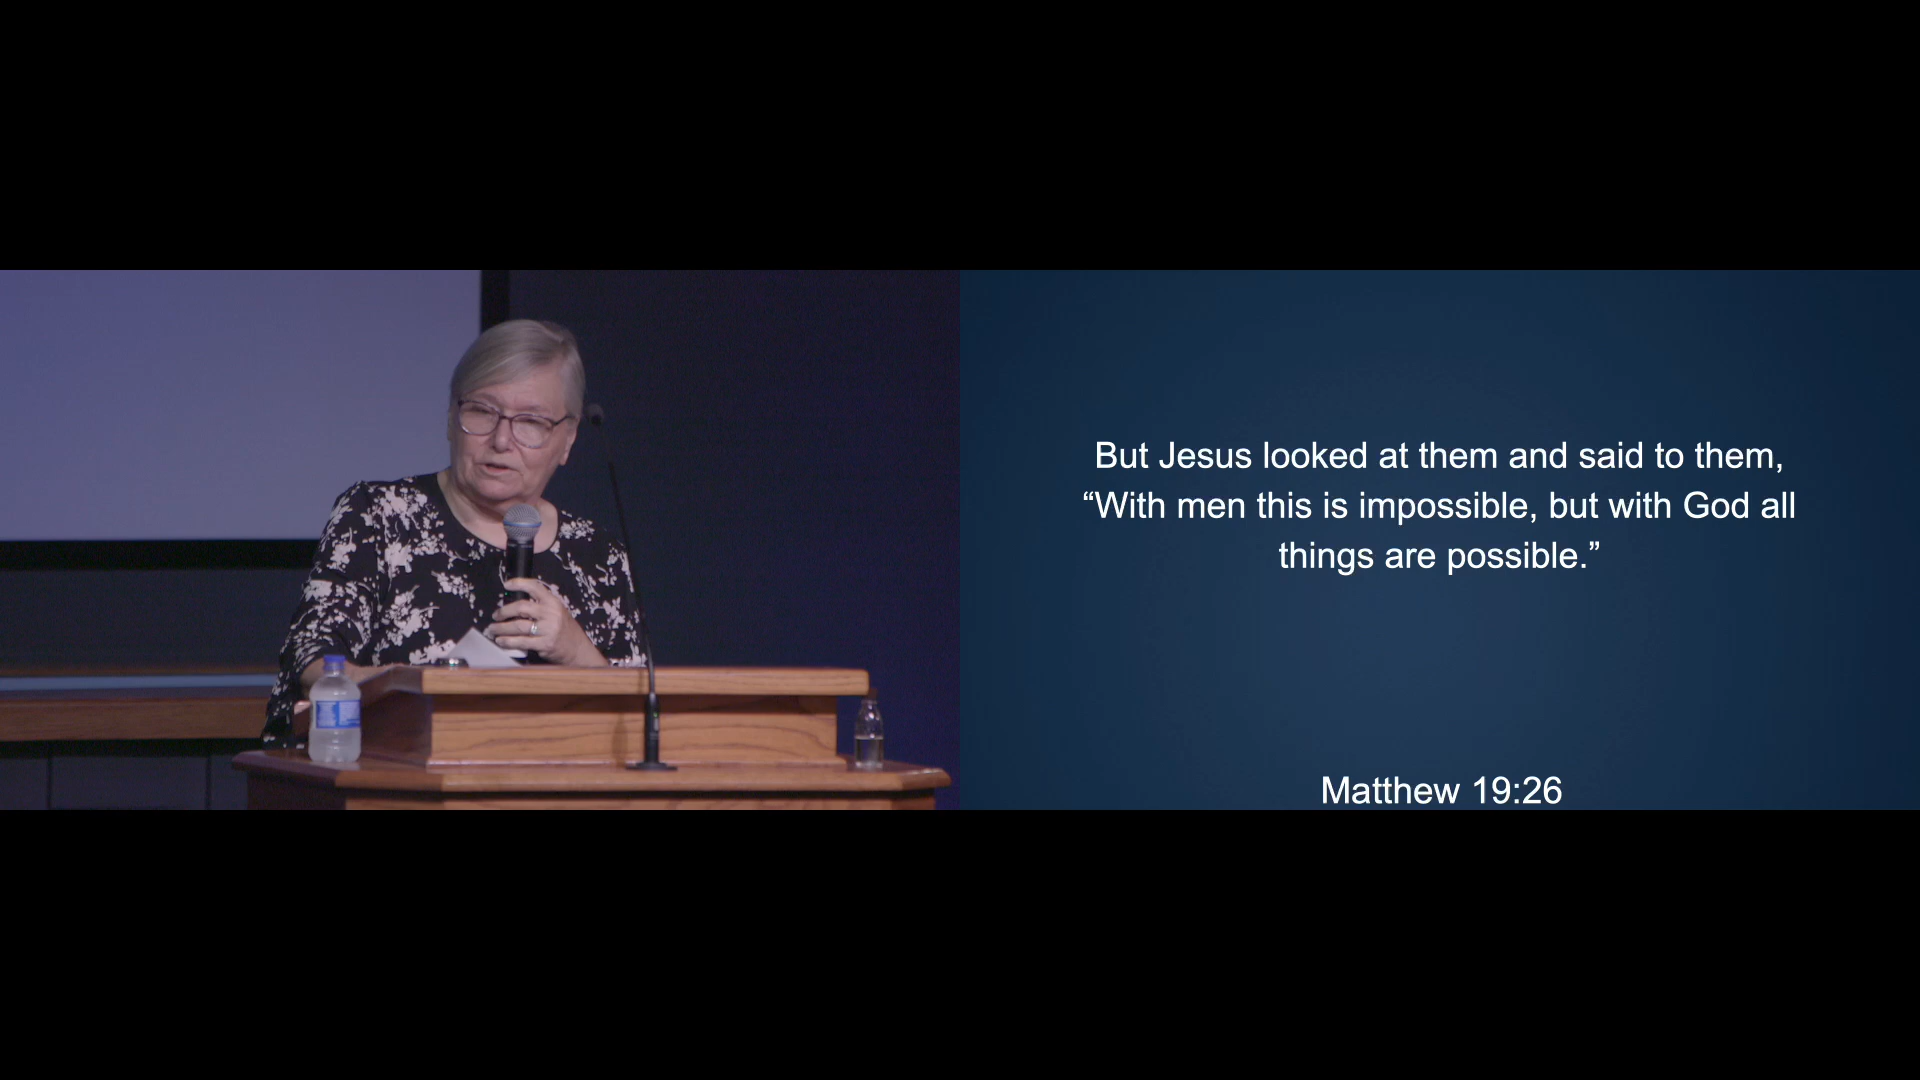 But Jesus looked at them and said to them,
“With men this is impossible, but with God all
things are possible.”
Matthew 19:26